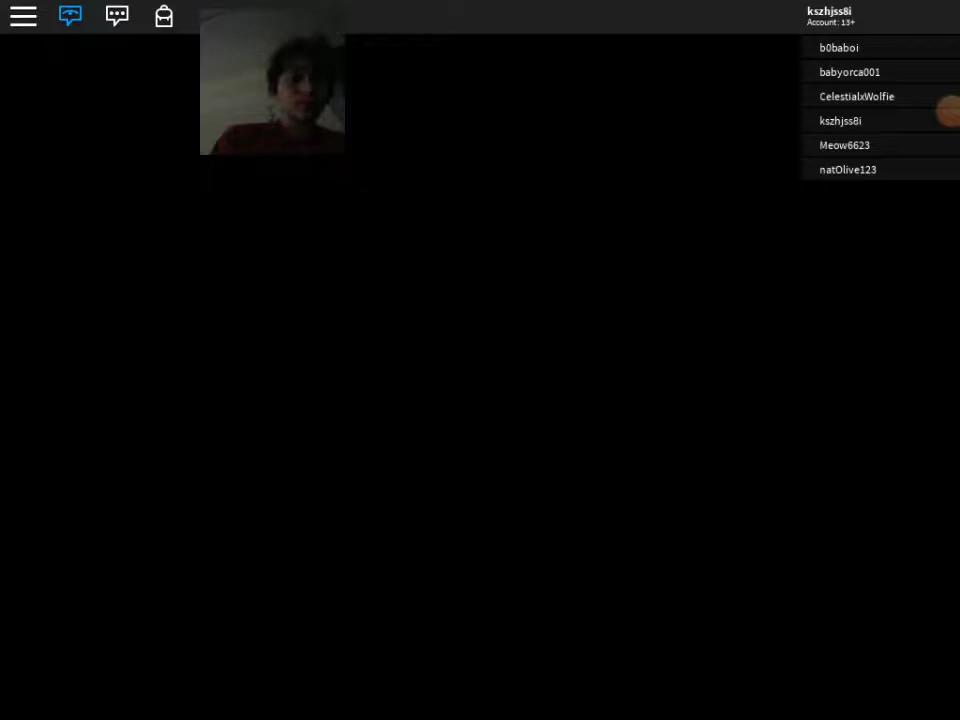 kszhjss8i
Account: 13+
b0baboi
babyorca001
CelestialxWolfie
kszhjss8i
Meow6623
natOlive123